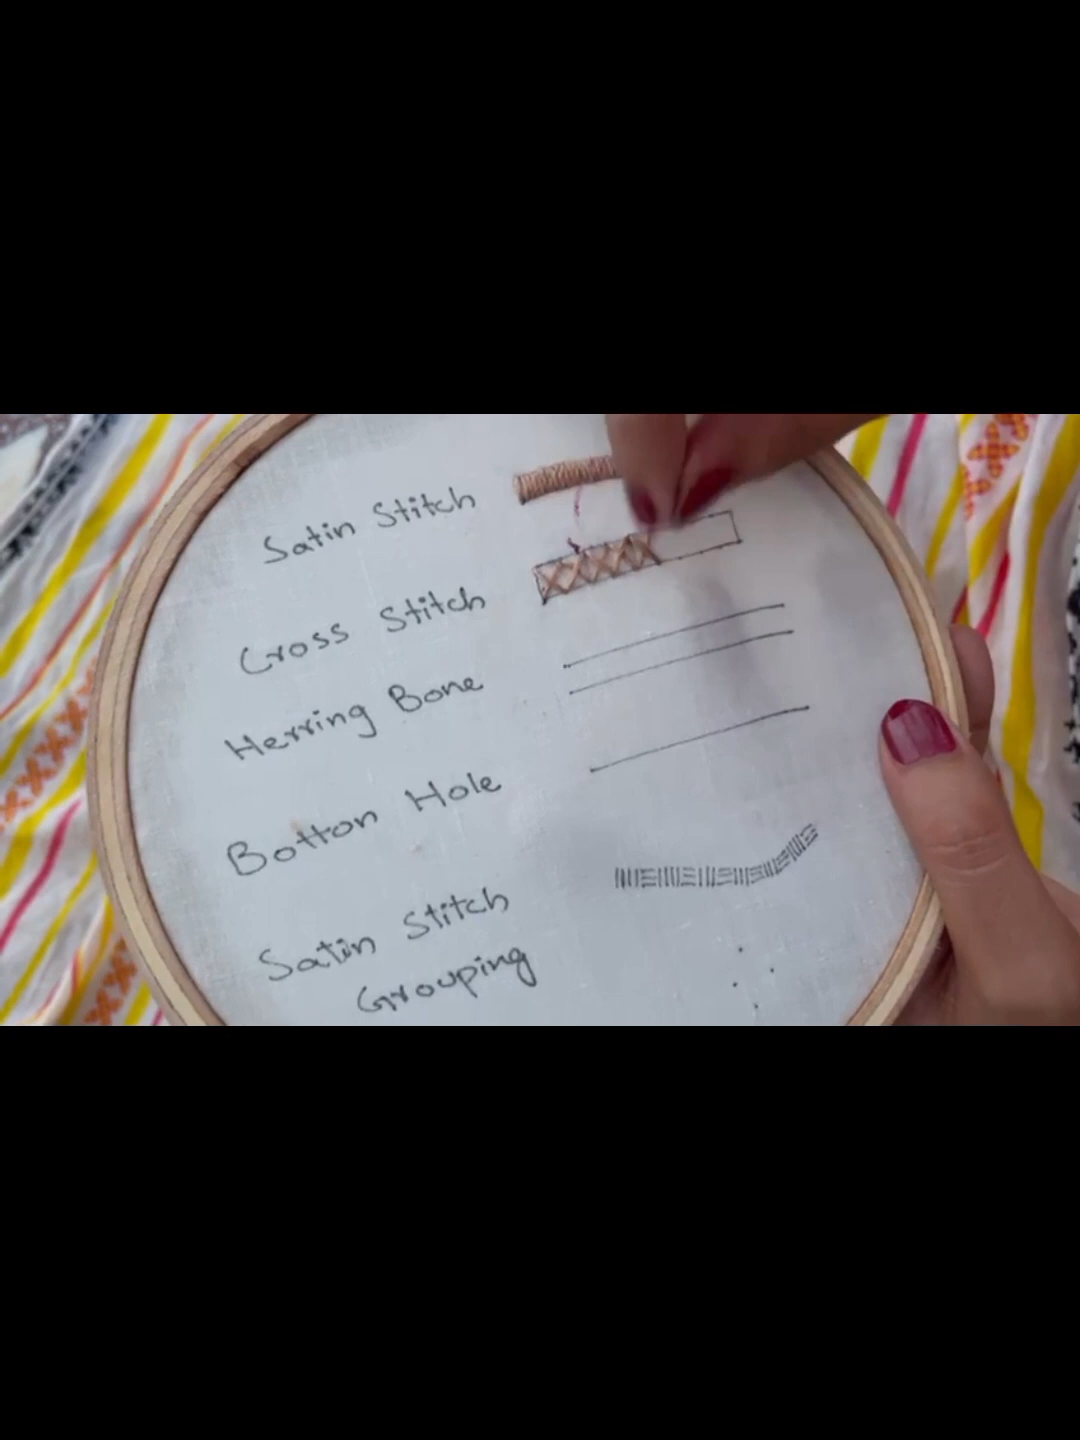 Satin Stitch
Cross Stitch
Herring Bone
Botton Hole
Satin Stitch
Grouping